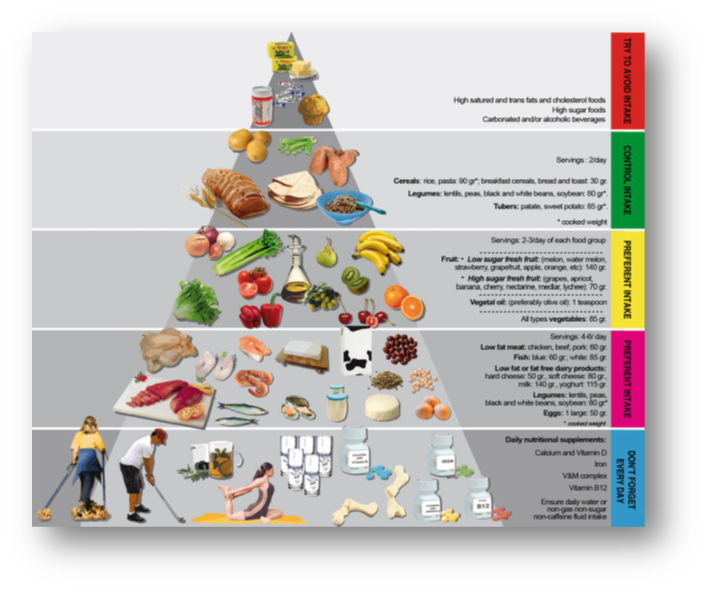 TRY TO AVOID INTAKE
High satured and trans fats and cholesterol foods
High sugar foods
Carbonated and/or alcoholic beverages
CONTROL INTAKE
Servings : 2/day
Cereals: rice, pasta: 90 gr*; breakfast cereals, bread and toast: 30 gr.
Legumes: lentils, peas, black and white beans, soybean: 80 gr*.
Tubers: patate, sweet potato: 85 gr*.
* cooked weight
PREFERENT INTAKE
Servings: 2-3/day of each food group
Fruit: • Low sugar fresh fruit: (melon, water melon,
strawberry, grapefruit, apple, orange, etc): 140 gr.
* High sugar fresh fruit: (grapes, apricot,
banana, cherry, nectarine, medlar, lychee): 70 gr.
Vegetal oil: (preferably olive oil): 1 teaspoon
All types vegetables: 85 gr.
PREFERENT INTAKE
Servings: 4-6/ day
Low fat meat: chicken, beef, pork: 60 gr.
Fish: blue: 60 gr.; white: 85 gr.
Low fat or fat free dairy products:
hard cheese: 50 gr., soft cheese: 80 gr.,
milk: 140 gr., yoghurt: 115 gr.
Legumes: lentils, peas,
black and white beans, soybean: 80 gr*
Eggs: 1 large: 50 gr.
* cooked weight
DON'T FORGET
EVERY DAY
Daily nutritional supplements:
Calcium and Vitamin D
Iron
Vit&M complex
Vitamin B12
Ensure daily water or
non-gas non-sugar
non-caffeine fluid intake
IRON
B12